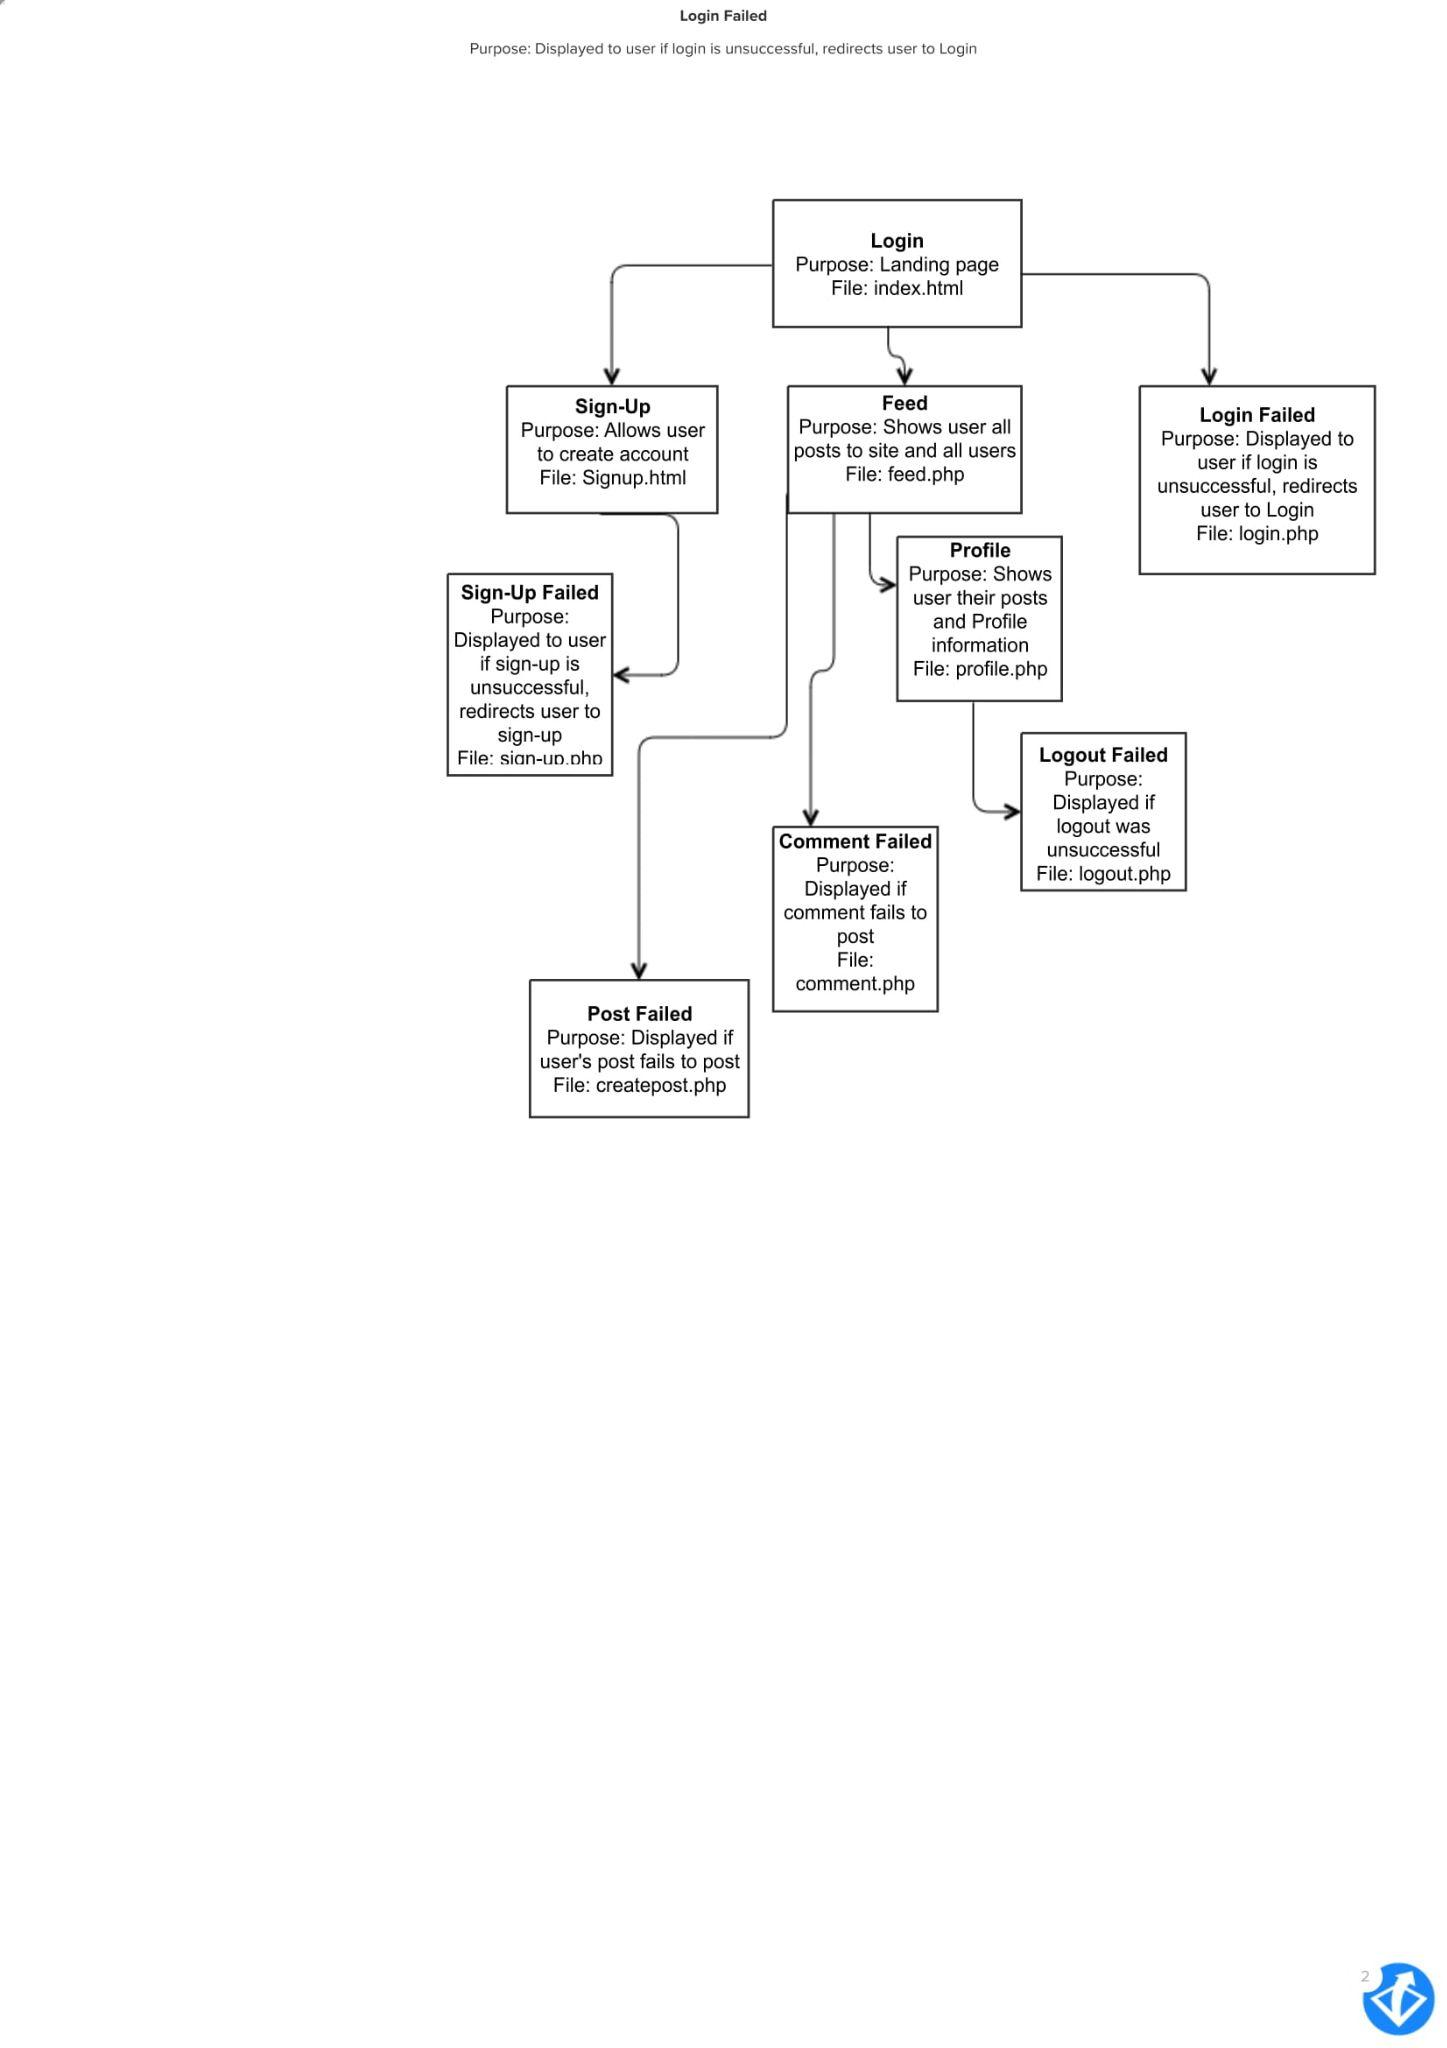 Login Failed
Purpose: Displayed to user if login is unsuccessful, redirects user to Login
Login
Purpose: Landing page
File: index.html
Sign-Up
Purpose: Allows user
to create account
File: Signup.html
Feed
Purpose: Shows user all
posts to site and all users
File: feed.php
Login Failed
Purpose: Displayed to
user if login is
unsuccessful, redirects
user to Login
File: login.php
Profile
Purpose: Shows
user their posts
and Profile
information
File: profile.php
Sign-Up Failed
Purpose:
Displayed to user
if sign-up is
unsuccessful,
redirects user to
sign-up
File: sign-up.php
Logout Failed
Purpose:
Displayed if
logout was
unsuccessful
File: logout.php
Comment Failed
Purpose:
Displayed if
comment fails to
post
File:
comment.php
Post Failed
Purpose: Displayed if
user's post fails to post
File: createpost.php
2